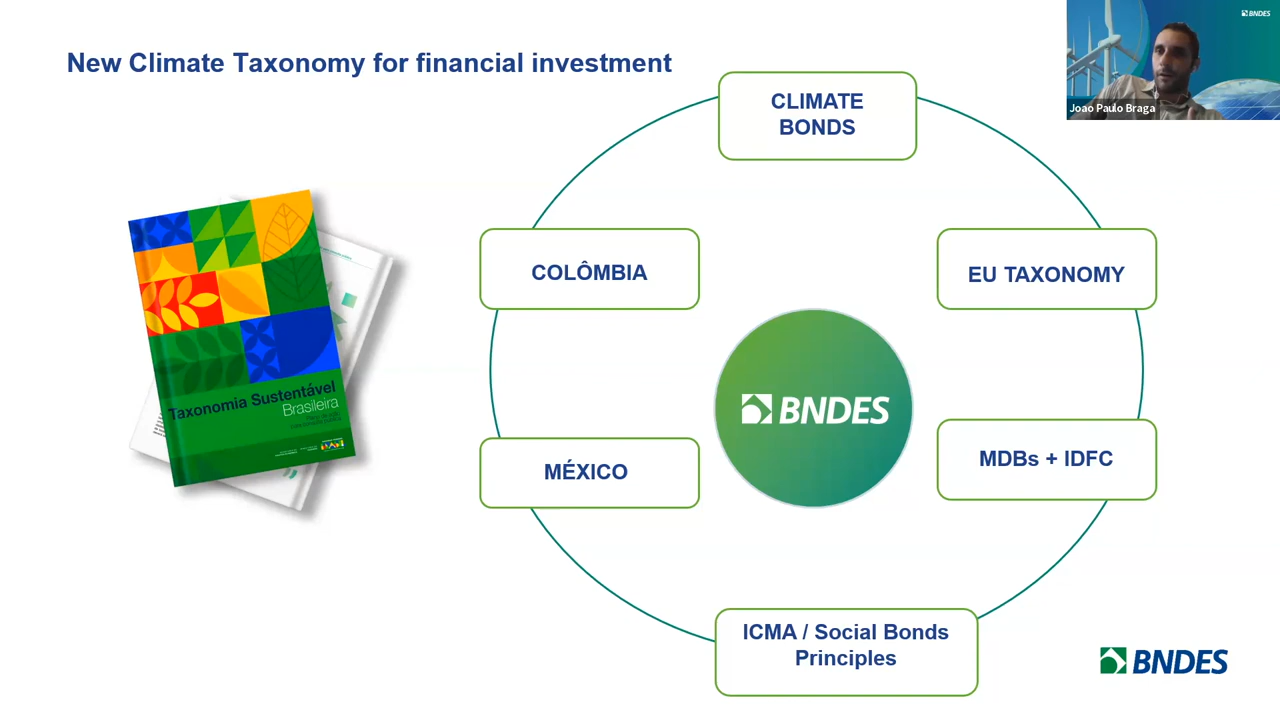 New Climate Taxonomy for financial investment
BNDES
Joao Paulo Braga
CLIMATE
BONDS
COLÔMBIA
EU TAXONOMY
BNDES
MÉXICO
MDBs + IDFC
ICMA / Social Bonds
Principles
Taxonomia Sustentável
Brasileira
BNDES